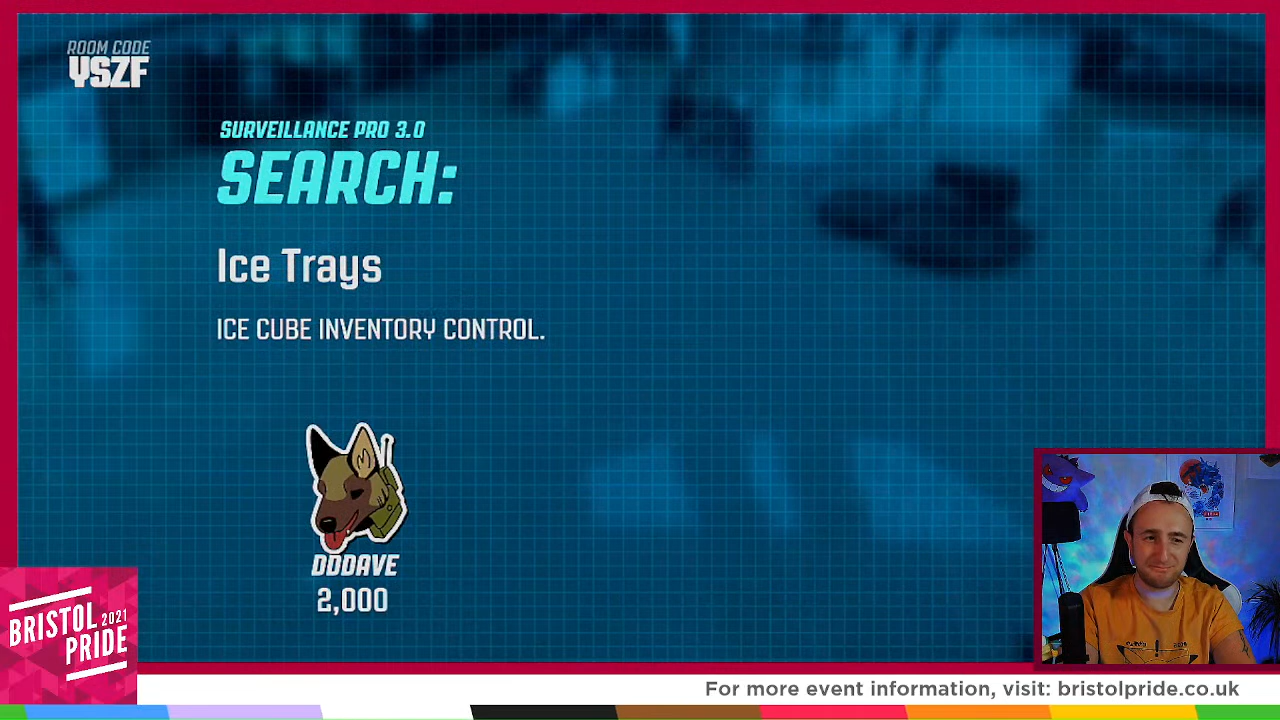 ROOM CODE
YSZF
SURVEILLANCE PRO 3.0
SEARCH:
Ice Trays
ICE CUBE INVENTORY CONTROL.
DDDAVE
2,000
BRISTOL 2021
PRIDE
For more event information, visit: bristolpride.co.uk